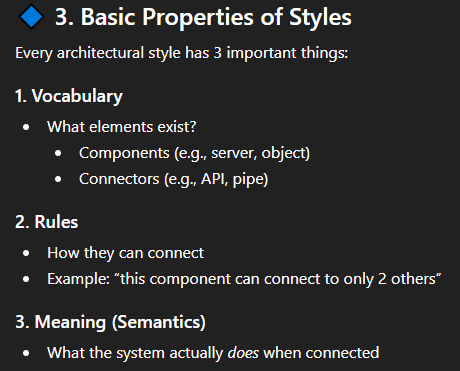 3. Basic Properties of Styles
Every architectural style has 3 important things:
1. Vocabulary
What elements exist?
Components (e.g., server, object)
Connectors (e.g., API, pipe)
2. Rules
How they can connect
Example: “this component can connect to only 2 others”
3. Meaning (Semantics)
What the system actually does when connected